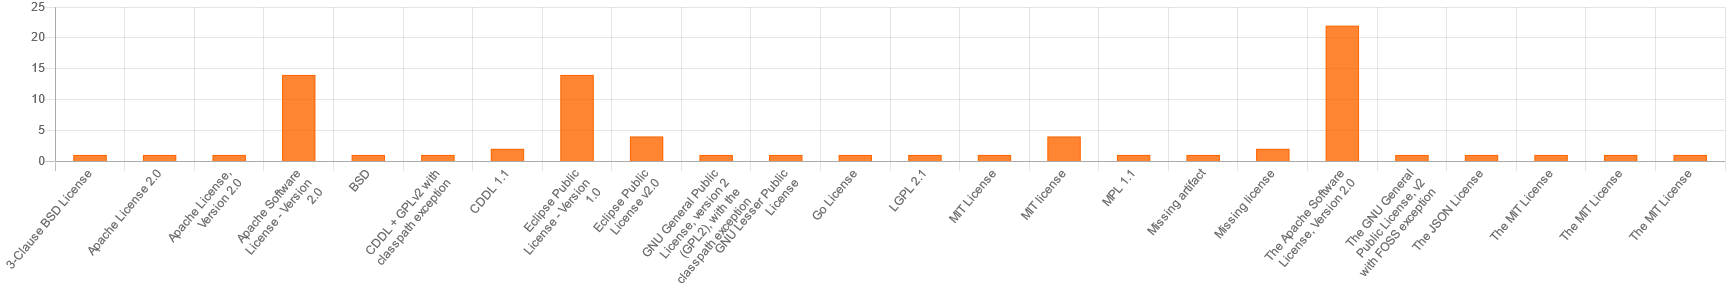 25
20
15
10
5
0
3-Clause BSD License
Apache License 2.0
Apache License,
Version 2.0
Apache Software
License - Version
2.0
BSD
CDDL + GPLv2 with
classpath exception
CDDL 1.1
Eclipse Public
License - Version
1.0
Eclipse Public
License v2.0
GNU General Public
License, version 2
(GPL2), with the
classpath exception
GNU Lesser Public
License
Go License
LGPL 2.1
MIT License
MIT license
MPL 1.1
Missing artifact
Missing license
The Apache Software
License, Version 2.0
The GNU General
Public License, v2
with FOSS exception
The JSON License
The MIT License
The MIT License
The MIT License